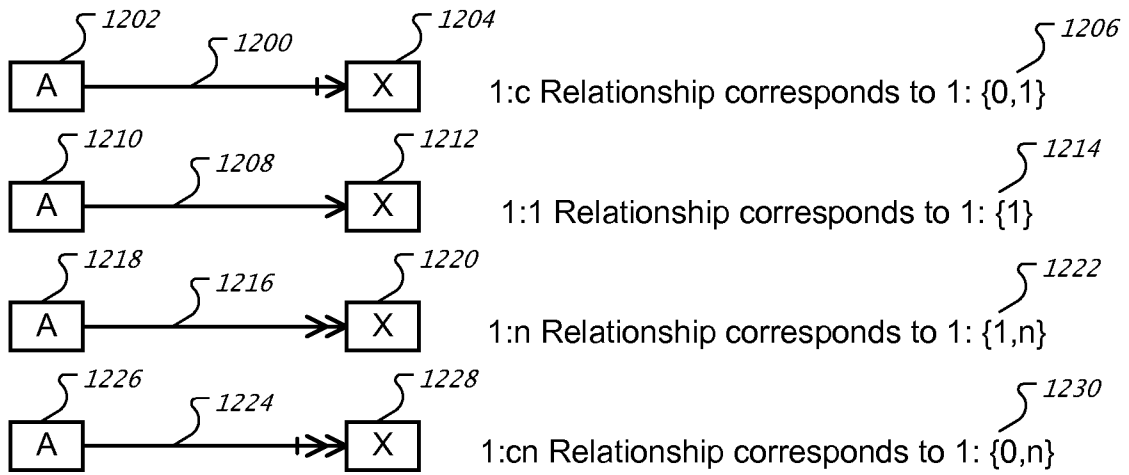 1202 1204 1206
1200
A X 1:c Relationship corresponds to 1: {0,1}
1210 1212 1214
1208
A X 1:1 Relationship corresponds to 1: {1}
1218 1220 1222
1216
A X 1:n Relationship corresponds to 1: {1,n}
1226 1228 1230
1224
A X 1:cn Relationship corresponds to 1: {0,n}